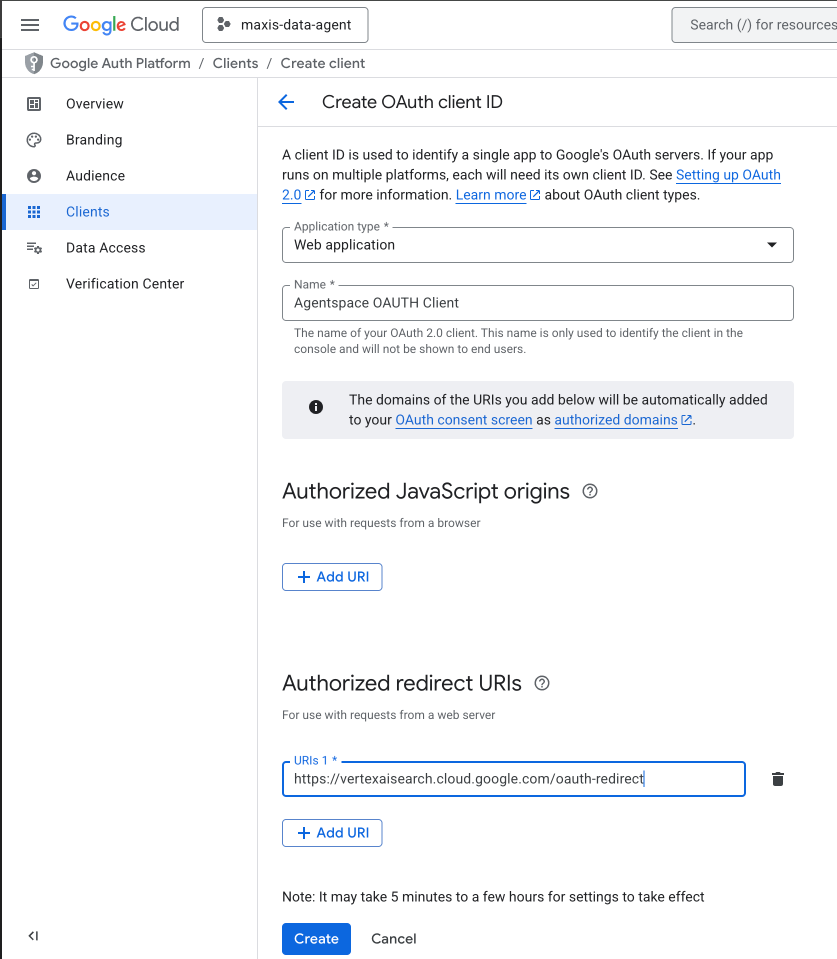 Google Cloud
maxis-data-agent
Search (/) for resources
Google Auth Platform / Clients / Create client
Overview
Branding
Audience
Clients
Data Access
Verification Center
Create OAuth client ID
A client ID is used to identify a single app to Google's OAuth servers. If your app
runs on multiple platforms, each will need its own client ID. See Setting up OAuth
2.0 for more information. Learn more about OAuth client types.
Application type *
Web application
Name *
Agentspace OAUTH Client
The name of your OAuth 2.0 client. This name is only used to identify the client in the
console and will not be shown to end users.
The domains of the URIs you add below will be automatically added
to your OAuth consent screen as authorized domains.
Authorized JavaScript origins
For use with requests from a browser
+ Add URI
Authorized redirect URIs
For use with requests from a web server
URIs 1 *
https://vertexaisearch.cloud.google.com/oauth-redirect
+ Add URI
Note: It may take 5 minutes to a few hours for settings to take effect
Create
Cancel